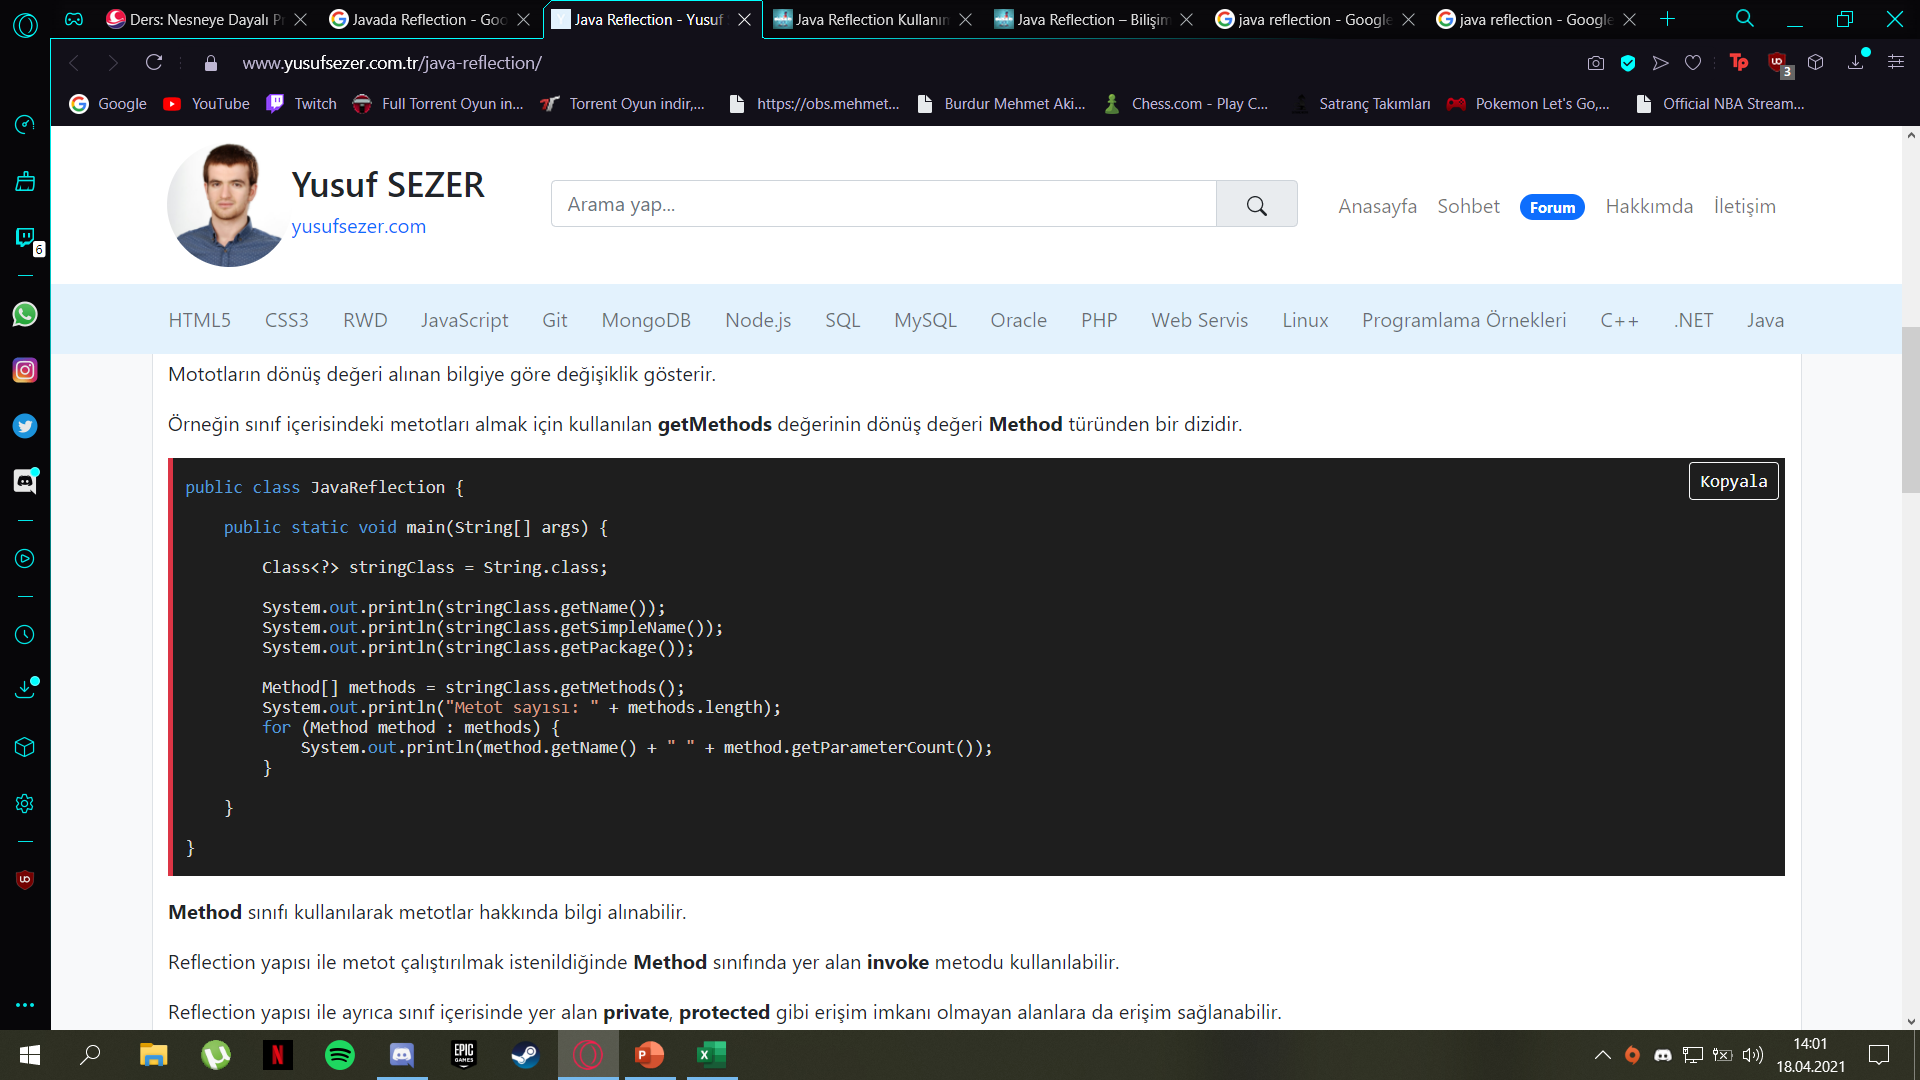 Ders: Nesneye Dayalı Pr
Javada Reflection - Goo
Java Reflection - Yusuf
Java Reflection Kullanım
Java Reflection – Bilişim
java reflection - Google
java reflection - Google
www.yusufsezer.com.tr/java-reflection/
Tp
3
Google
YouTube
Twitch
Full Torrent Oyun in...
Torrent Oyun indir,...
https://obs.mehmet...
Burdur Mehmet Aki...
Chess.com - Play C...
Satranç Takımları
Pokemon Let's Go,...
Official NBA Stream...
6
Yusuf SEZER
yusufsezer.com
Arama yap...
Anasayfa
Sohbet
Forum
Hakkımda
İletişim
HTML5
CSS3
RWD
JavaScript
Git
MongoDB
Node.js
SQL
MySQL
Oracle
PHP
Web Servis
Linux
Programlama Örnekleri
C++
.NET
Java
Mototların dönüş değeri alınan bilgiye göre değişiklik gösterir.
Örneğin sınıf içerisindeki metotları almak için kullanılan getMethods değerinin dönüş değeri Method türünden bir dizidir.
Kopyala
public class JavaReflection {
public static void main(String[] args) {
Class<?> stringClass = String.class;
System.out.println(stringClass.getName());
System.out.println(stringClass.getSimpleName());
System.out.println(stringClass.getPackage());
Method[] methods = stringClass.getMethods();
System.out.println("Metot sayısı: " + methods.length);
for (Method method : methods) {
System.out.println(method.getName() + " " + method.getParameterCount());
}
}
}
Method sınıfı kullanılarak metotlar hakkında bilgi alınabilir.
Reflection yapısı ile metot çalıştırılmak istenildiğinde Method sınıfında yer alan invoke metodu kullanılabilir.
Reflection yapısı ile ayrıca sınıf içerisinde yer alan private, protected gibi erişim imkanı olmayan alanlara da erişim sağlanabilir.
N
EPIC
GAMES
P
X
14:01
18.04.2021